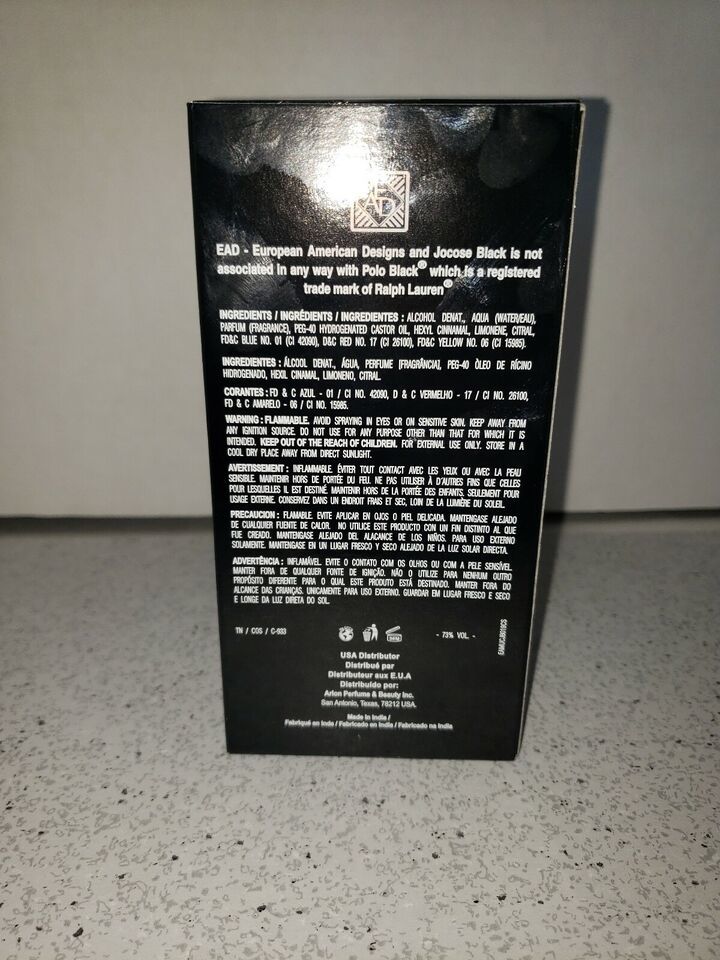 EAD
EAD - European American Designs and Jocose Black is not
associated in any way with Polo Black® which is a registered
trade mark of Ralph Lauren®
INGREDIENTS / INGRÉDIENTS / INGREDIENTES : ALCOHOL DENAT., AQUA (WATER/EAU),
PARFUM (FRAGRANCE), PEG-40 HYDROGENATED CASTOR OIL, HEXYL CINNAMAL, LIMONENE, CITRAL,
FD&C BLUE NO. 01 (CI 42090), D&C RED NO. 17 (CI 26100), FD&C YELLOW NO. 06 (CI 15985).
INGREDIENTES : ÁLCOOL DENAT., ÁGUA, PERFUME [FRAGRÂNCIA], PEG-40 ÒLEO DE RÍCINO
HIDROGENADO, HEXIL CINAMAL, LIMONENO, CITRAL.
CORANTES : FD & C AZUL - 01 / CI NO. 42090, D & C VERMELHO - 17 / CI NO. 26100,
FD & C AMARELO - 06 / CI NO. 15985.
WARNING : FLAMMABLE. AVOID SPRAYING IN EYES OR ON SENSITIVE SKIN. KEEP AWAY FROM
ANY IGNITION SOURCE. DO NOT USE FOR ANY PURPOSE OTHER THAN THAT FOR WHICH IT IS
INTENDED. KEEP OUT OF THE REACH OF CHILDREN. FOR EXTERNAL USE ONLY. STORE IN A
COOL DRY PLACE AWAY FROM DIRECT SUNLIGHT.
AVERTISSEMENT : INFLAMMABLE. ÉVITER TOUT CONTACT AVEC LES YEUX OU AVEC LA PEAU
SENSIBLE. MAINTENIR HORS DE PORTÉE DU FEU. NE PAS UTILISER À D'AUTRES FINS QUE CELLES
POUR LESQUELLES IL EST DESTINÉ. MAINTENIR HORS DE LA PORTÉE DES ENFANTS. SEULEMENT POUR
USAGE EXTERNE. CONSERVEZ DANS UN ENDROIT FRAIS ET SEC, LOIN DE LA LUMIÈRE DU SOLEIL.
PRECAUCION : FLAMABLE. EVITE APLICAR EN OJOS O PIEL DELICADA. MANTENGASE ALEJADO
DE CUALQUIER FUENTE DE CALOR. NO UTILICE ESTE PRODUCTO CON UN FIN DISTINTO AL QUE
FUE CREADO. MANTENGASE ALEJADO DEL ALACANCE DE LOS NIÑOS. PARA USO EXTERNO
SOLAMENTE. MANTENGASE EN UN LUGAR FRESCO Y SECO ALEJADO DE LA LUZ SOLAR DIRECTA.
ADVERTÊNCIA : INFLAMÁVEL. EVITE O CONTATO COM OS OLHOS OU COM A PELE SENSÍVEL.
MANTER FORA DE QUALQUER FONTE DE IGNIÇÃO. NÃO O UTILIZE PARA NENHUM OUTRO
PROPÓSITO DIFERENTE PARA O QUAL ESTE PRODUTO ESTÁ DESTINADO. MANTER FORA DO
ALCANCE DAS CRIANÇAS. UNICAMENTE PARA USO EXTERNO. GUARDAR EM LUGAR FRESCO E SECO
E LONGE DA LUZ DIRETA DO SOL.
TN / COS / C-933
36M
- 73% VOL. -
USA Distributor
Distribué par
Distributeur aux E.U.A
Distribuído por:
Arion Perfume & Beauty Inc.
San Antonio, Texas, 78212 USA.
Made in India /
Fabriqué en Inde / Fabricado en India / Fabricado na India